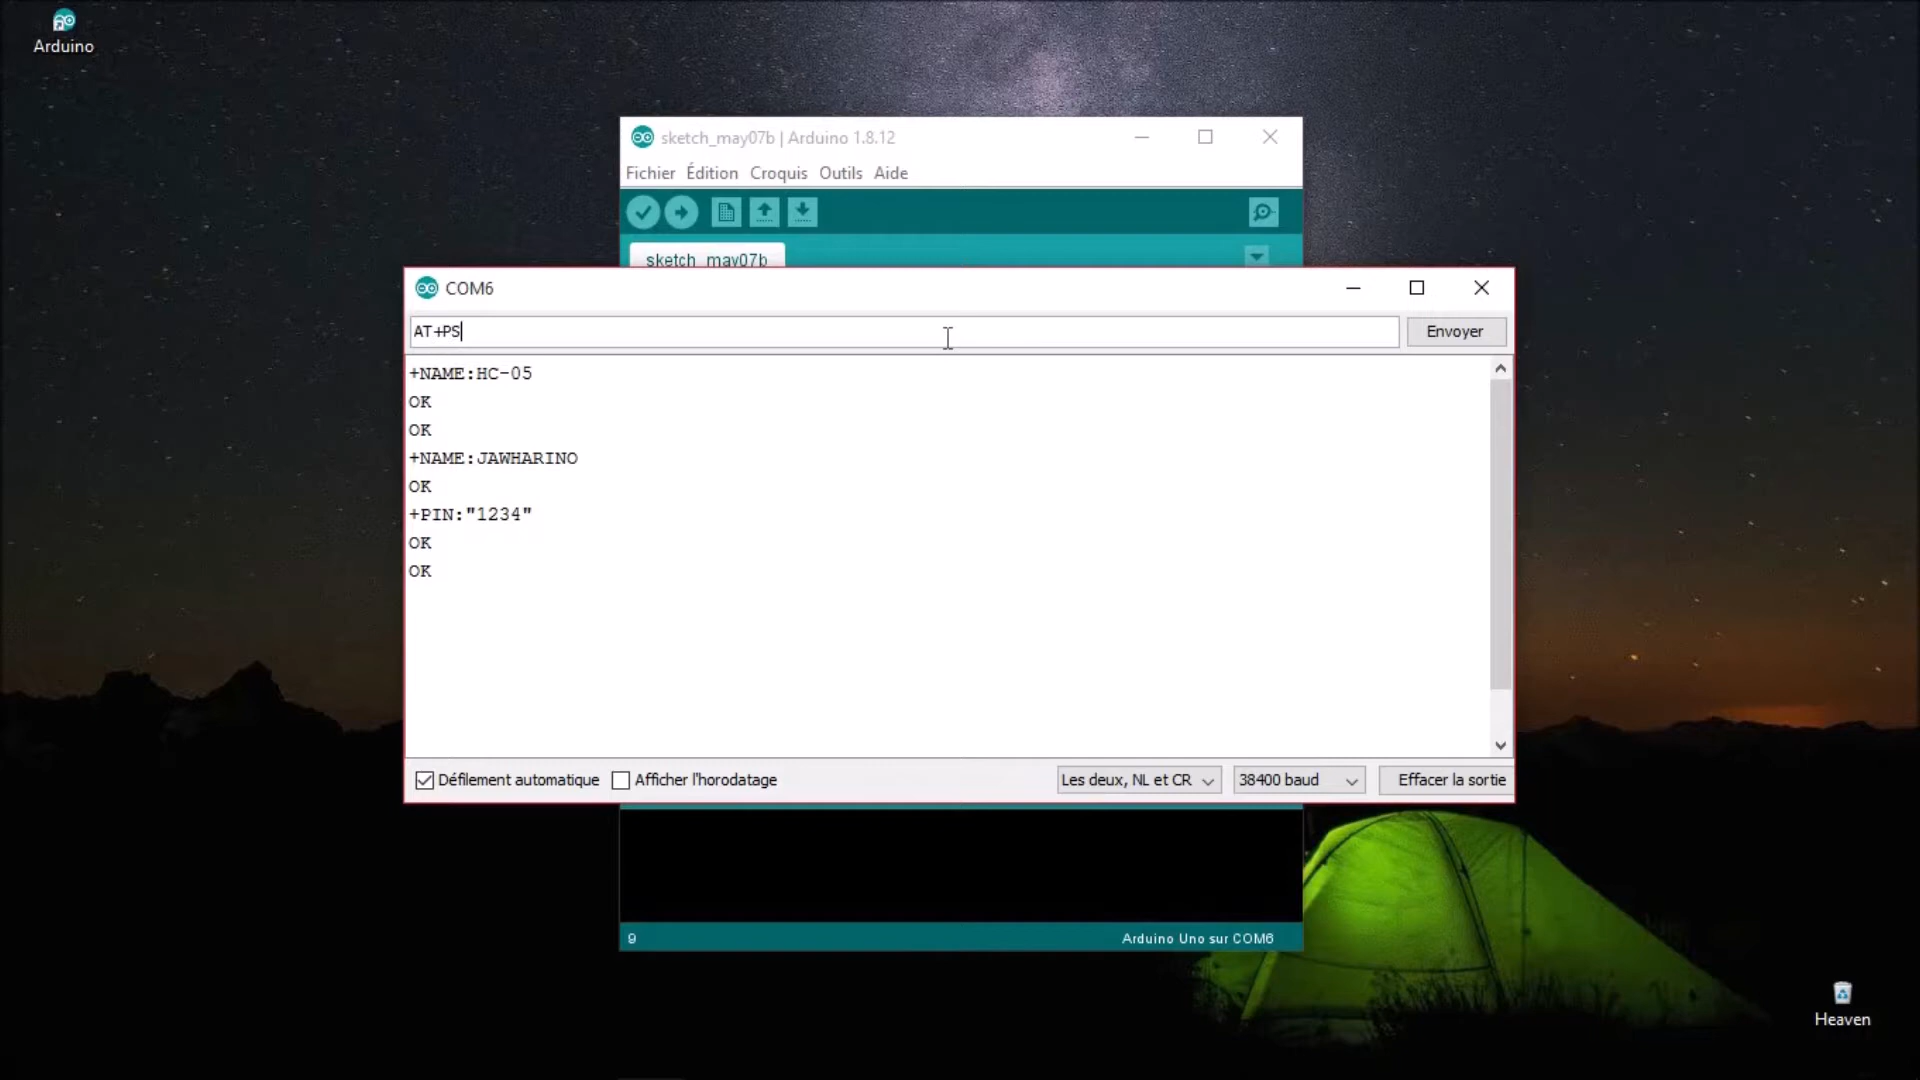 Arduino
sketch_may07b | Arduino 1.8.12
Fichier Édition Croquis Outils Aide
sketch_may07b
COM6
AT+PS
Envoyer
+NAME:HC-05
OK
OK
+NAME:JAWHARINO
OK
+PIN:"1234"
OK
OK
Défilement automatique
Afficher l'horodatage
Les deux, NL et CR
38400 baud
Effacer la sortie
9
Arduino Uno sur COM6
Heaven